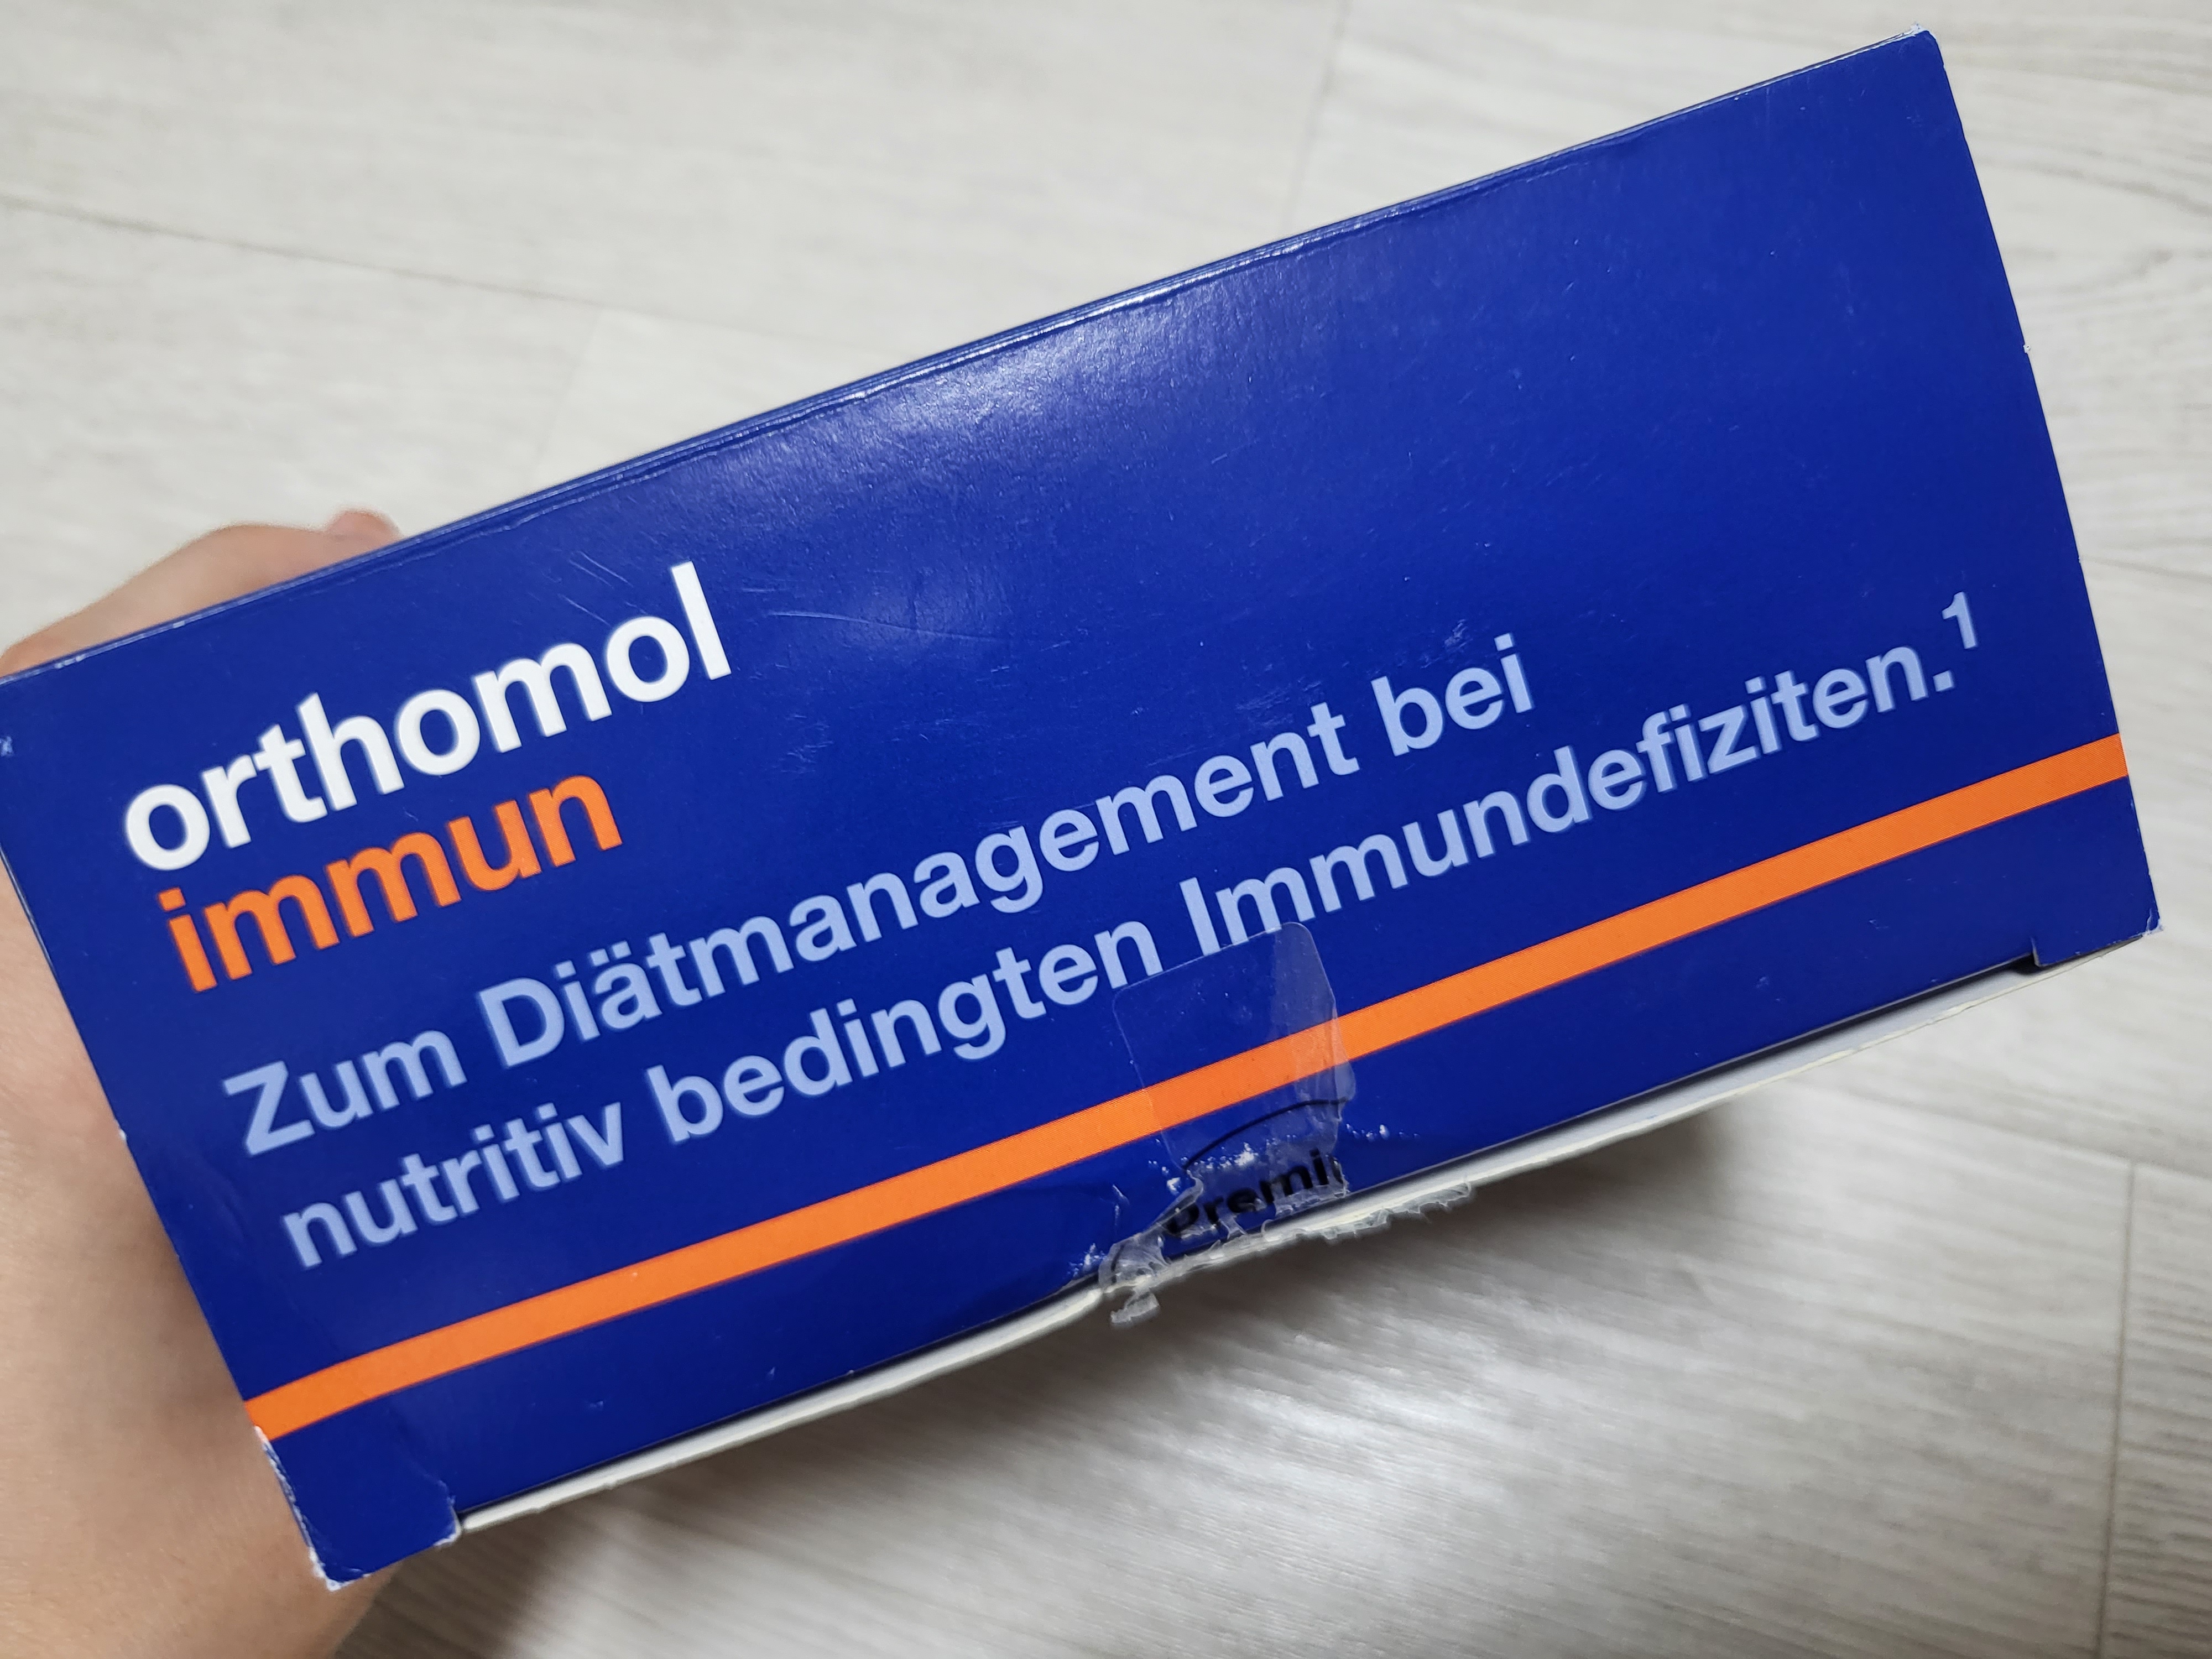 orthomol
immun
Zum Diätmanagement bei
nutritiv bedingten Immundefiziten.¹